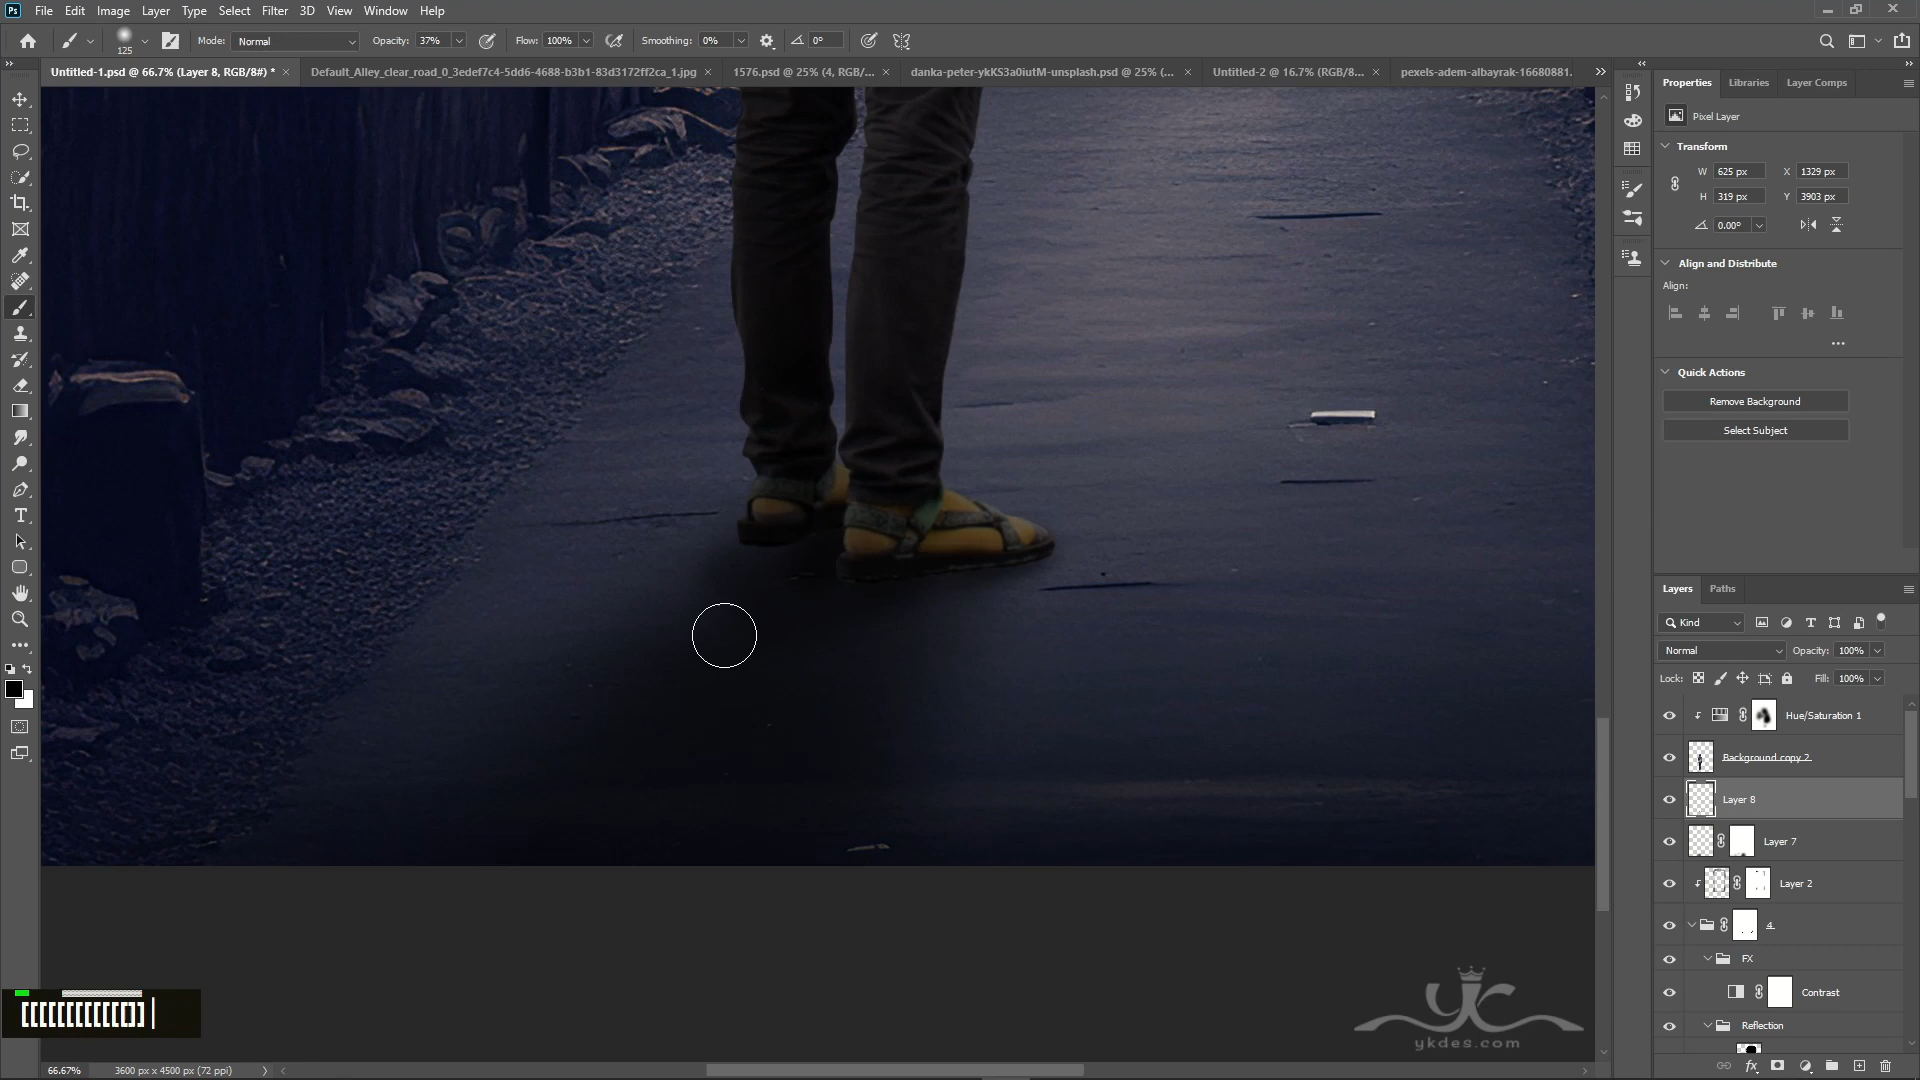 Ps File Edit Image Layer Type Select Filter 3D View Window Help
125 Mode: Normal Opacity: 37% Flow: 100% Smoothing: 0% 0°
Untitled-1.psd @ 66.7% (Layer 8, RGB/8#) * × Default_Alley_clear_road_0_3edef7c4-5dd6-4688-b3b1-83d3172ff2ca_1.jpg × 1576.psd @ 25% (4, RGB/... × danka-peter-ykKS3a0iutM-unsplash.psd @ 25% (... × Untitled-2 @ 16.7% (RGB/8... × pexels-adem-albayrak-16680881.
Properties Libraries Layer Comps
Pixel Layer
Transform
W 625 px X 1329 px
H 319 px Y 3903 px
0.00°
Align and Distribute
Align:
Quick Actions
Remove Background
Select Subject
Layers Paths
Kind
Normal Opacity: 100%
Lock: Fill: 100%
Hue/Saturation 1
Background copy 2
Layer 8
Layer 7
Layer 2
4
FX
Contrast
Reflection
[[[[[[[[[[[[]]
yc
ykdes.com
66.67% 3600 px x 4500 px (72 ppi)